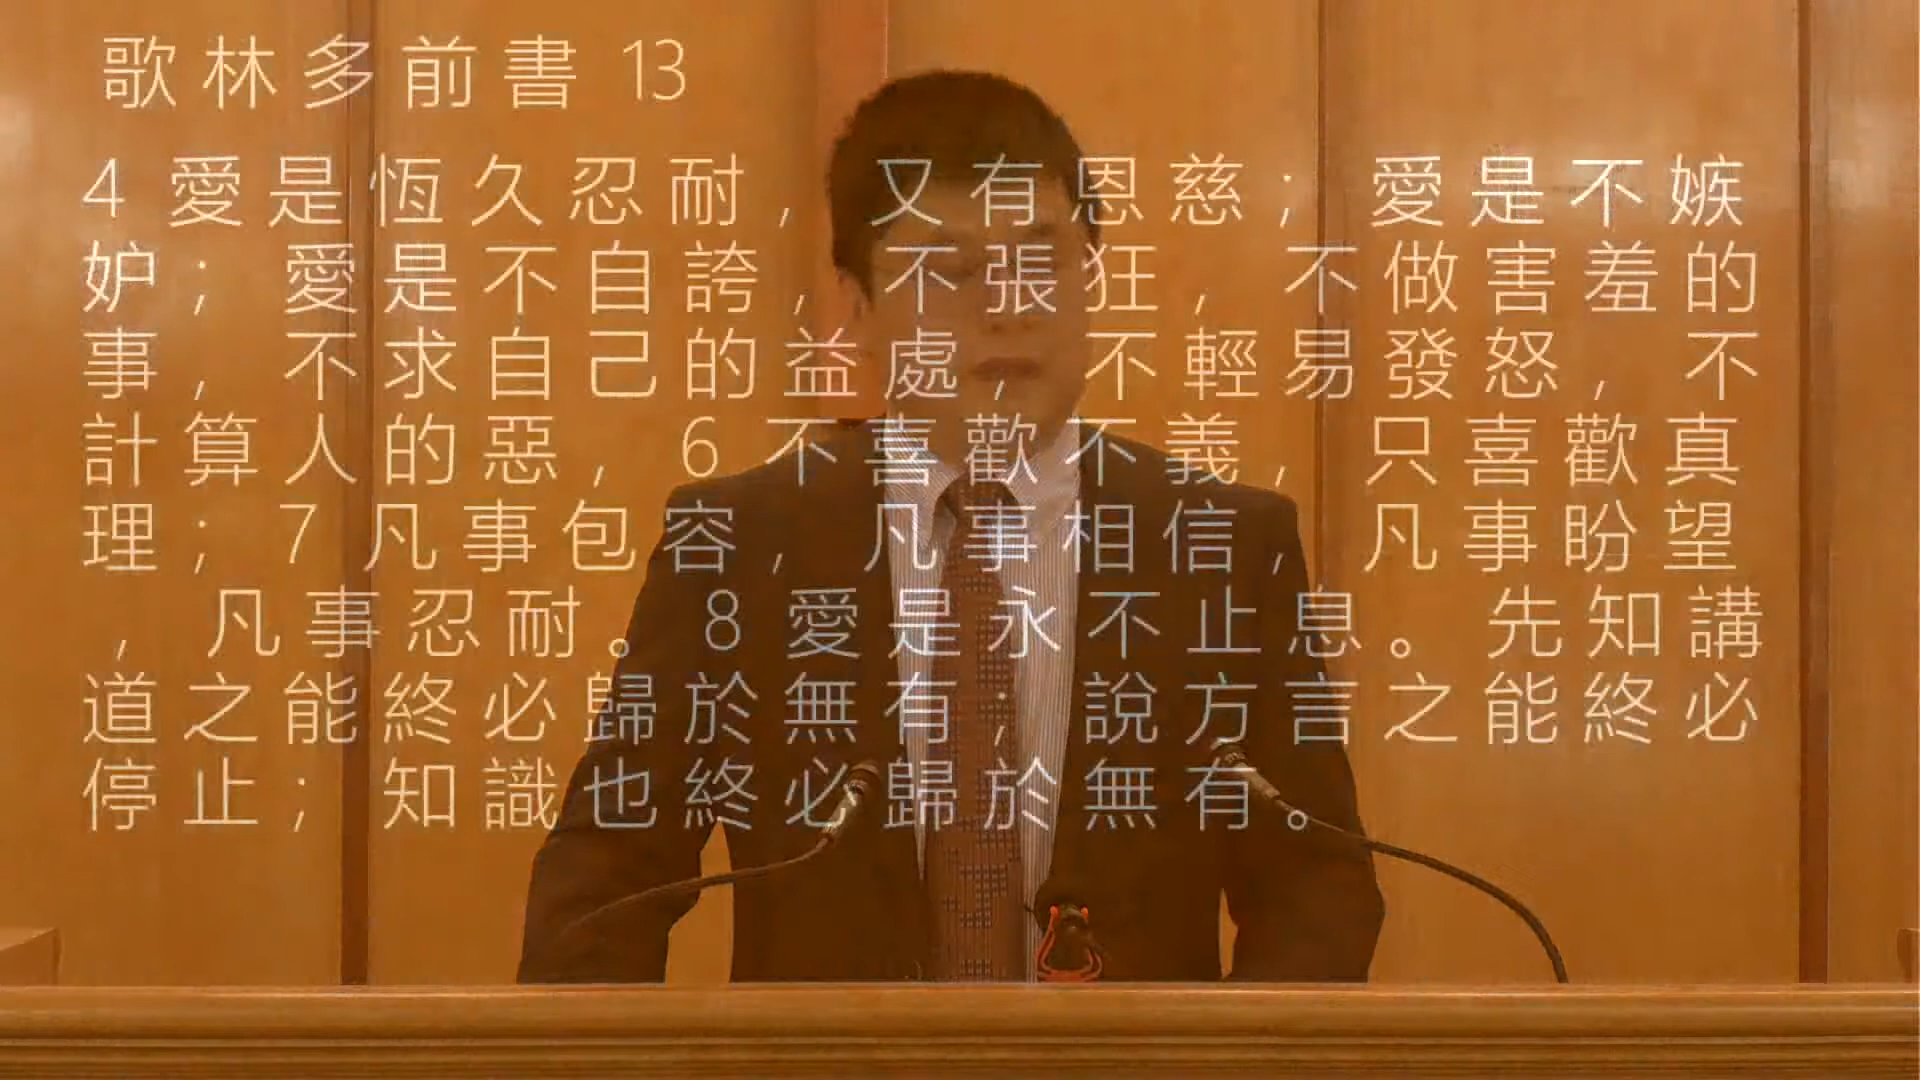 歌林多前書 13
4 愛是恆久忍耐，又有恩慈；愛是不嫉
妒；愛是不自誇，不張狂，不做害羞的
事，不求自己的益處，不輕易發怒，不
計算人的惡，6 不喜歡不義，只喜歡真
理；7 凡事包容，凡事相信，凡事盼望
，凡事忍耐。8 愛是永不止息。先知講
道之能終必歸於無有；說方言之能終必
停止；知識也終必歸於無有。